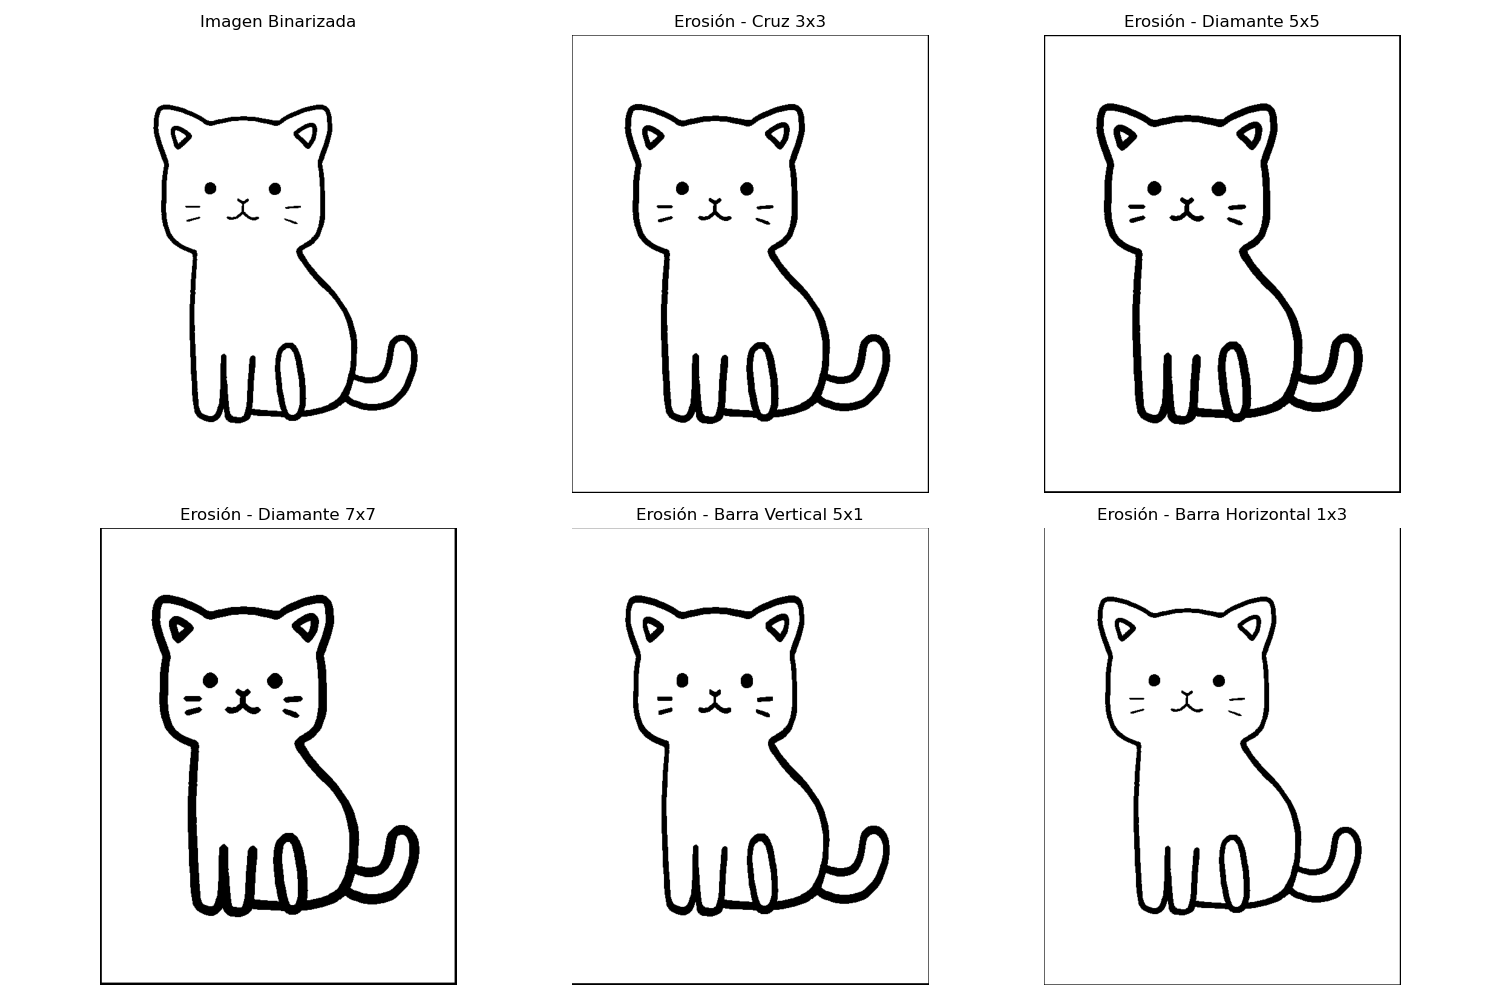 Imagen Binarizada
Erosión - Cruz 3x3
Erosión - Diamante 5x5
Erosión - Diamante 7x7
Erosión - Barra Vertical 5x1
Erosión - Barra Horizontal 1x3